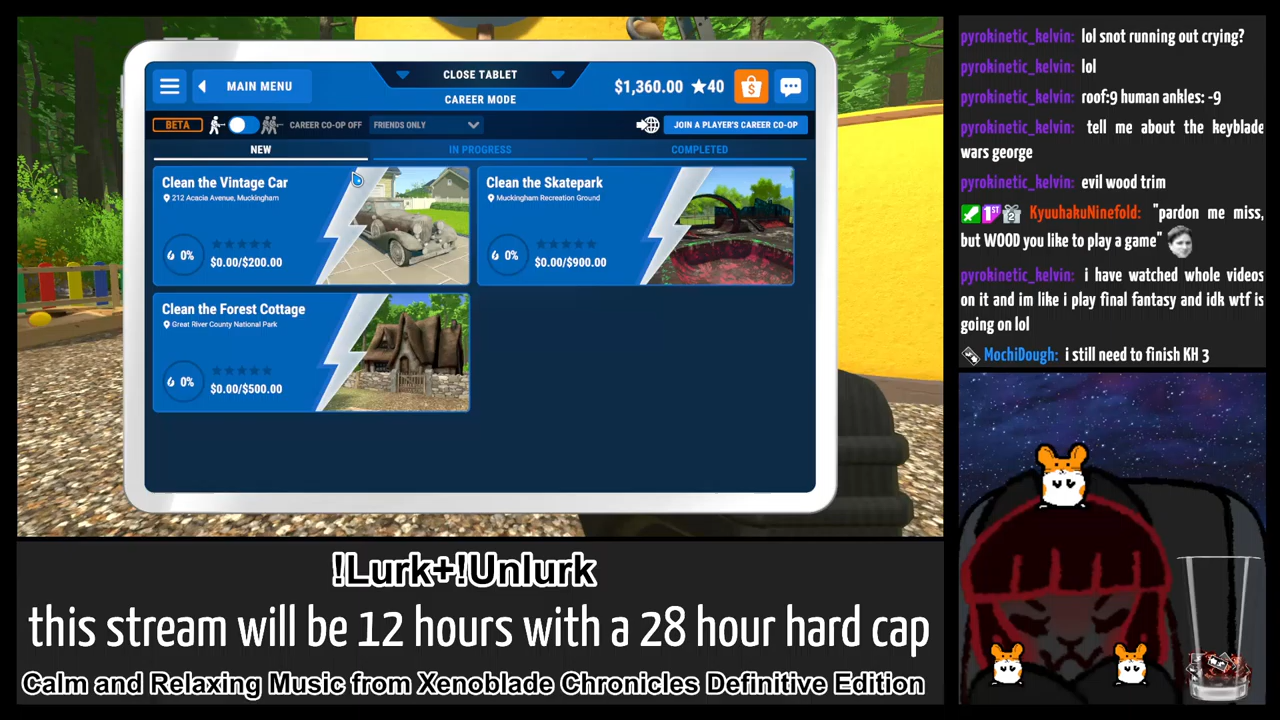 CLOSE TABLET
MAIN MENU
$1,360.00 ★40
CAREER MODE
BETA
CAREER CO-OP OFF
FRIENDS ONLY
JOIN A PLAYER'S CAREER CO-OP
NEW
IN PROGRESS
COMPLETED
Clean the Vintage Car
212 Acacia Avenue, Muckingham
0%
$0.00/$200.00
Clean the Skatepark
Muckingham Recreation Ground
0%
$0.00/$900.00
Clean the Forest Cottage
Great River County National Park
0%
$0.00/$500.00
pyrokinetic_kelvin: lol snot running out crying?
pyrokinetic_kelvin: lol
pyrokinetic_kelvin: roof:9 human ankles: -9
pyrokinetic_kelvin: tell me about the keyblade
wars george
pyrokinetic_kelvin: evil wood trim
KyuuhakuNinefold: "pardon me miss,
but WOOD you like to play a game"
pyrokinetic_kelvin: i have watched whole videos
on it and im like i play final fantasy and idk wtf is
going on lol
MochiDough: i still need to finish KH 3
!Lurk+!Unlurk
this stream will be 12 hours with a 28 hour hard cap
Calm and Relaxing Music from Xenoblade Chronicles Definitive Edition